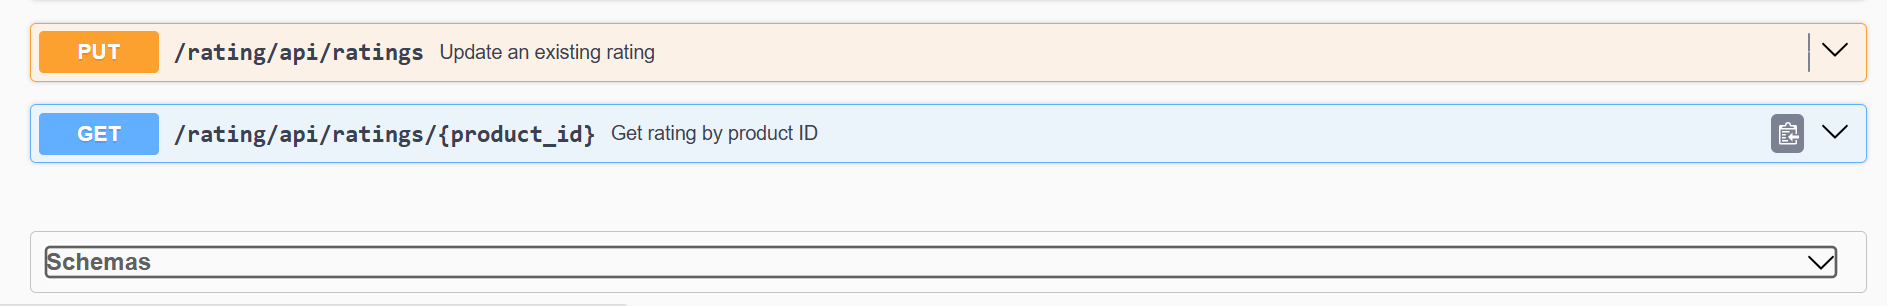 PUT /rating/api/ratings Update an existing rating
GET /rating/api/ratings/{product_id} Get rating by product ID
Schemas